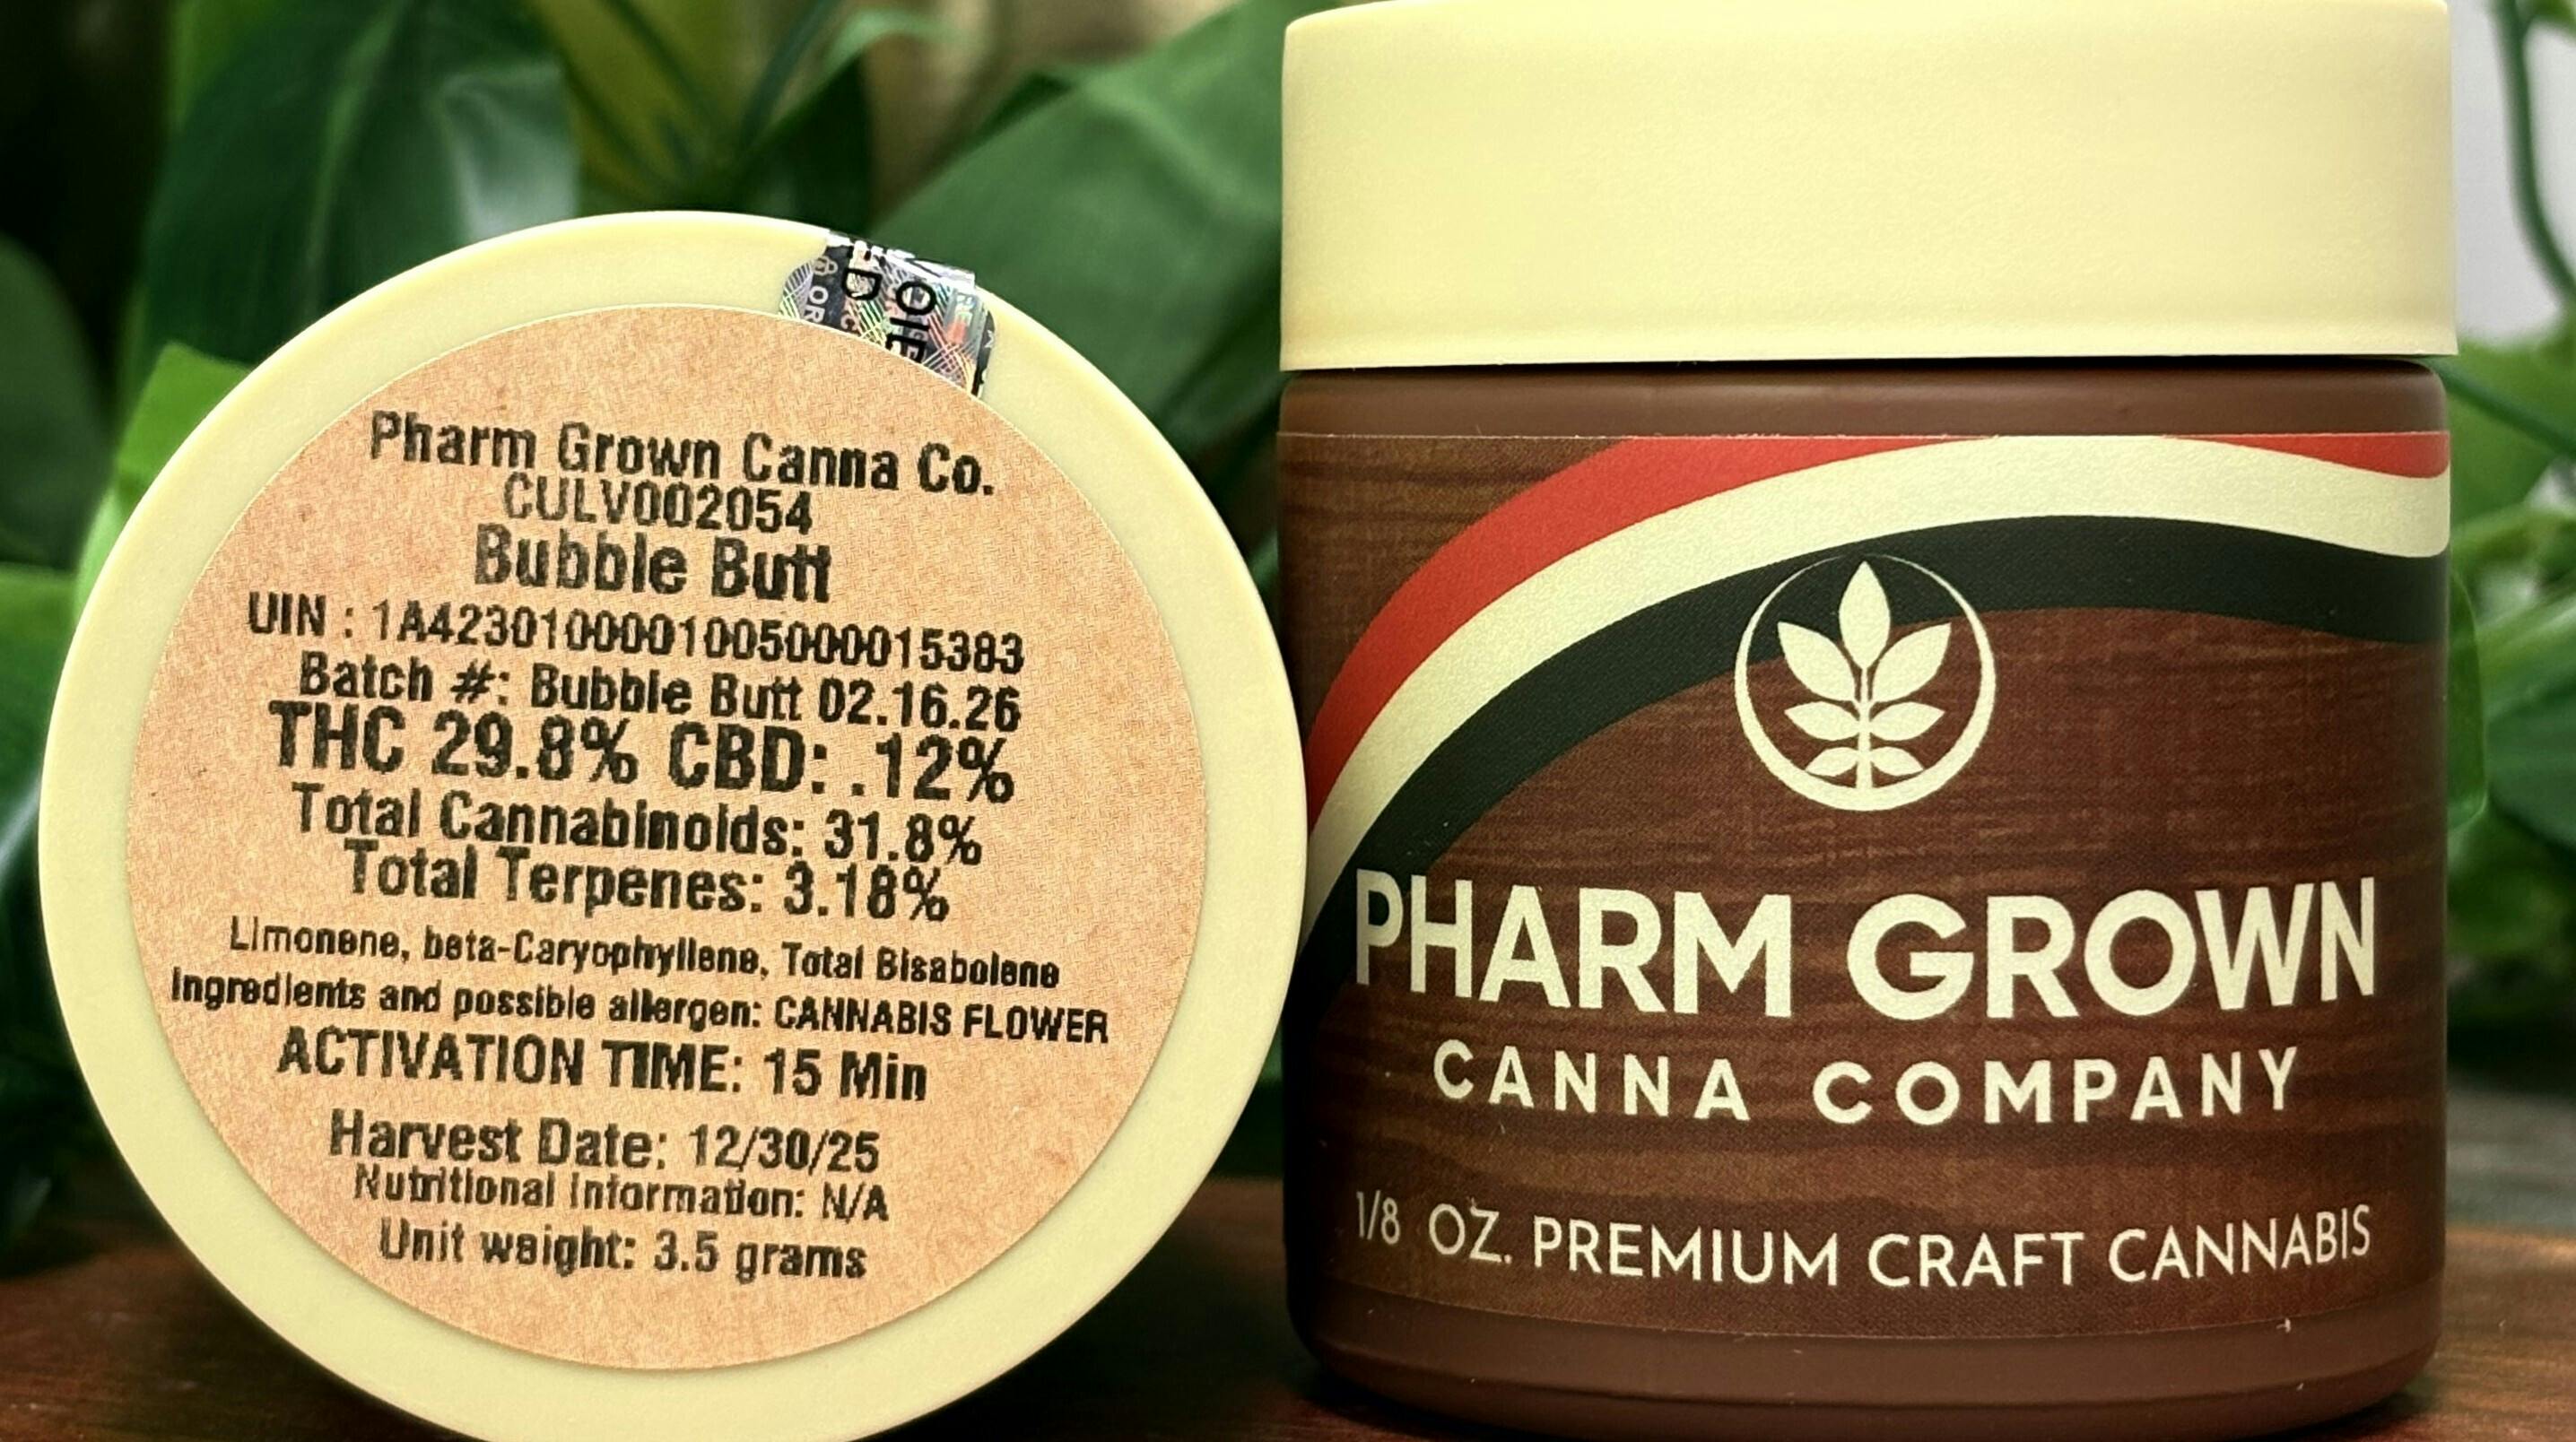 Pharm Grown Canna Co.
CULV002054
Bubble Butt
UIN : 1A4230100001005000015383
Batch #: Bubble Butt 02.16.26
THC 29.8% CBD: .12%
Total Cannabinoids: 31.8%
Total Terpenes: 3.18%
Limonene, beta-Caryophyllene, Total Bisabolene
Ingredients and possible allergen: CANNABIS FLOWER
ACTIVATION TIME: 15 Min
Harvest Date: 12/30/25
Nutritional Information: N/A
Unit weight: 3.5 grams
PHARM GROWN
CANNA COMPANY
1/8 OZ. PREMIUM CRAFT CANNABIS